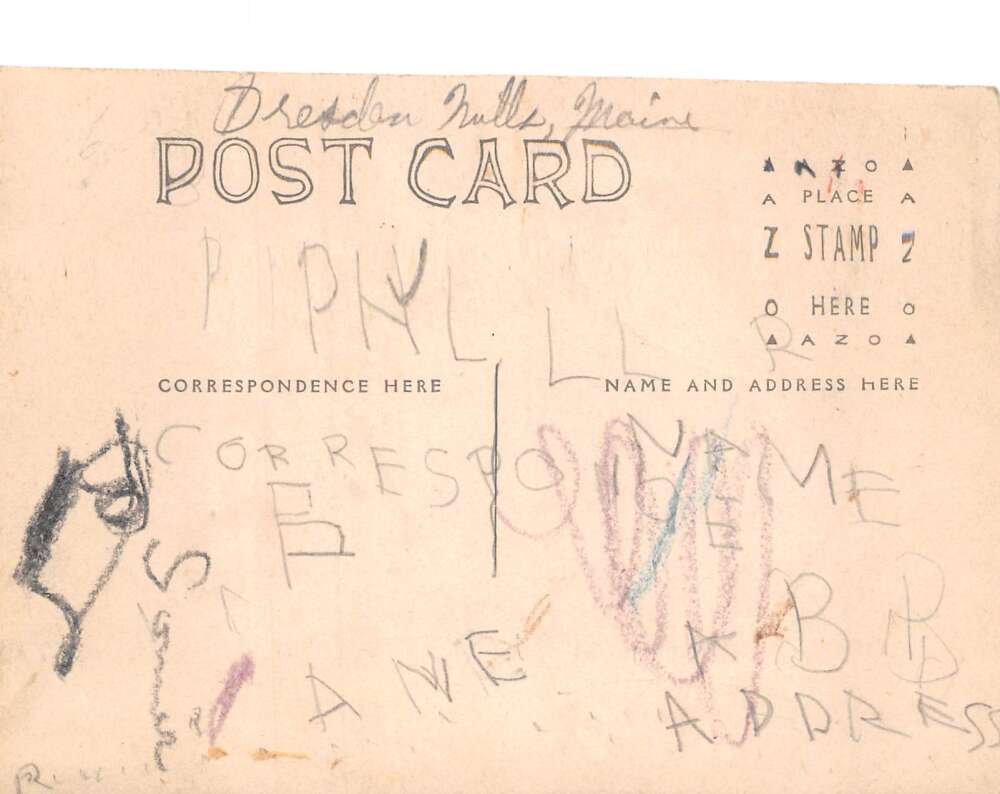 Dresden Mills, Maine
POST CARD
AZO
A PLACE A
Z STAMP Z
O HERE O
AZO
PHYL LL R
CORRESPONDENCE HERE
NAME AND ADDRESS HERE
CORRESPO
NAME
ANE
B
ADDRESS
R